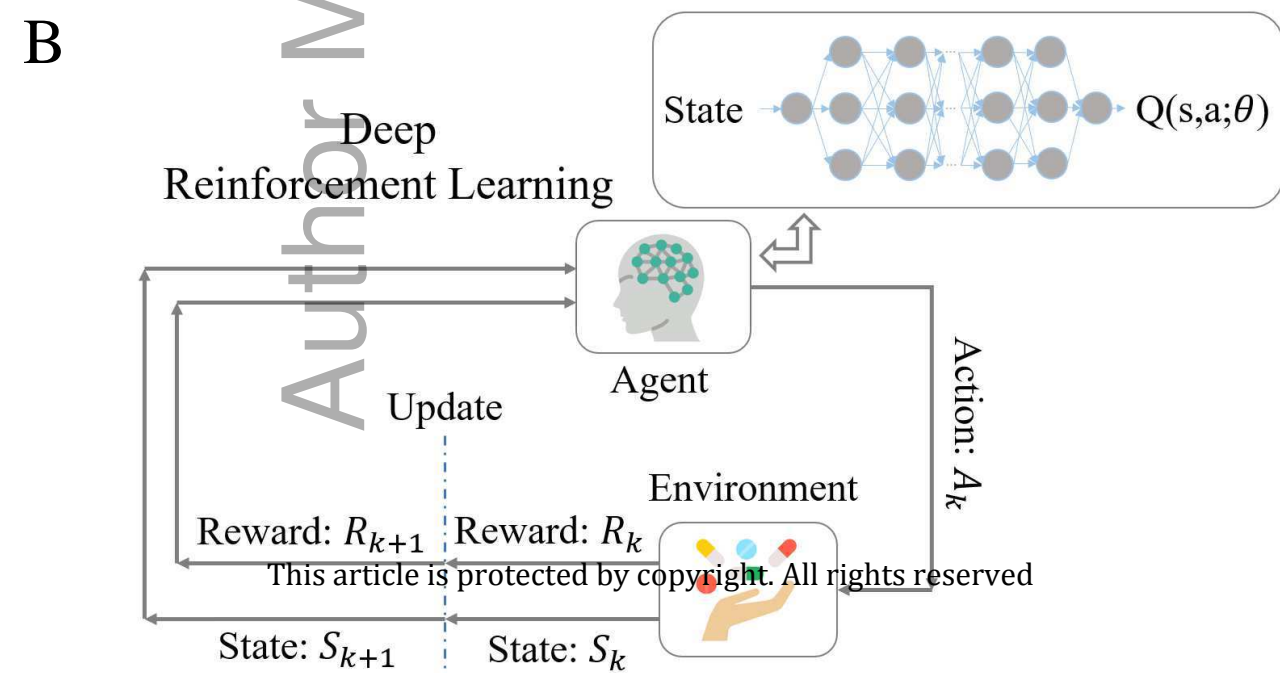 B
Author M
State
Q(s,a;θ)
Deep
Reinforcement Learning
Agent
Update
Action: A_k
Environment
Reward: R_{k+1}
Reward: R_k
This article is protected by copyright. All rights reserved
State: S_{k+1}
State: S_k